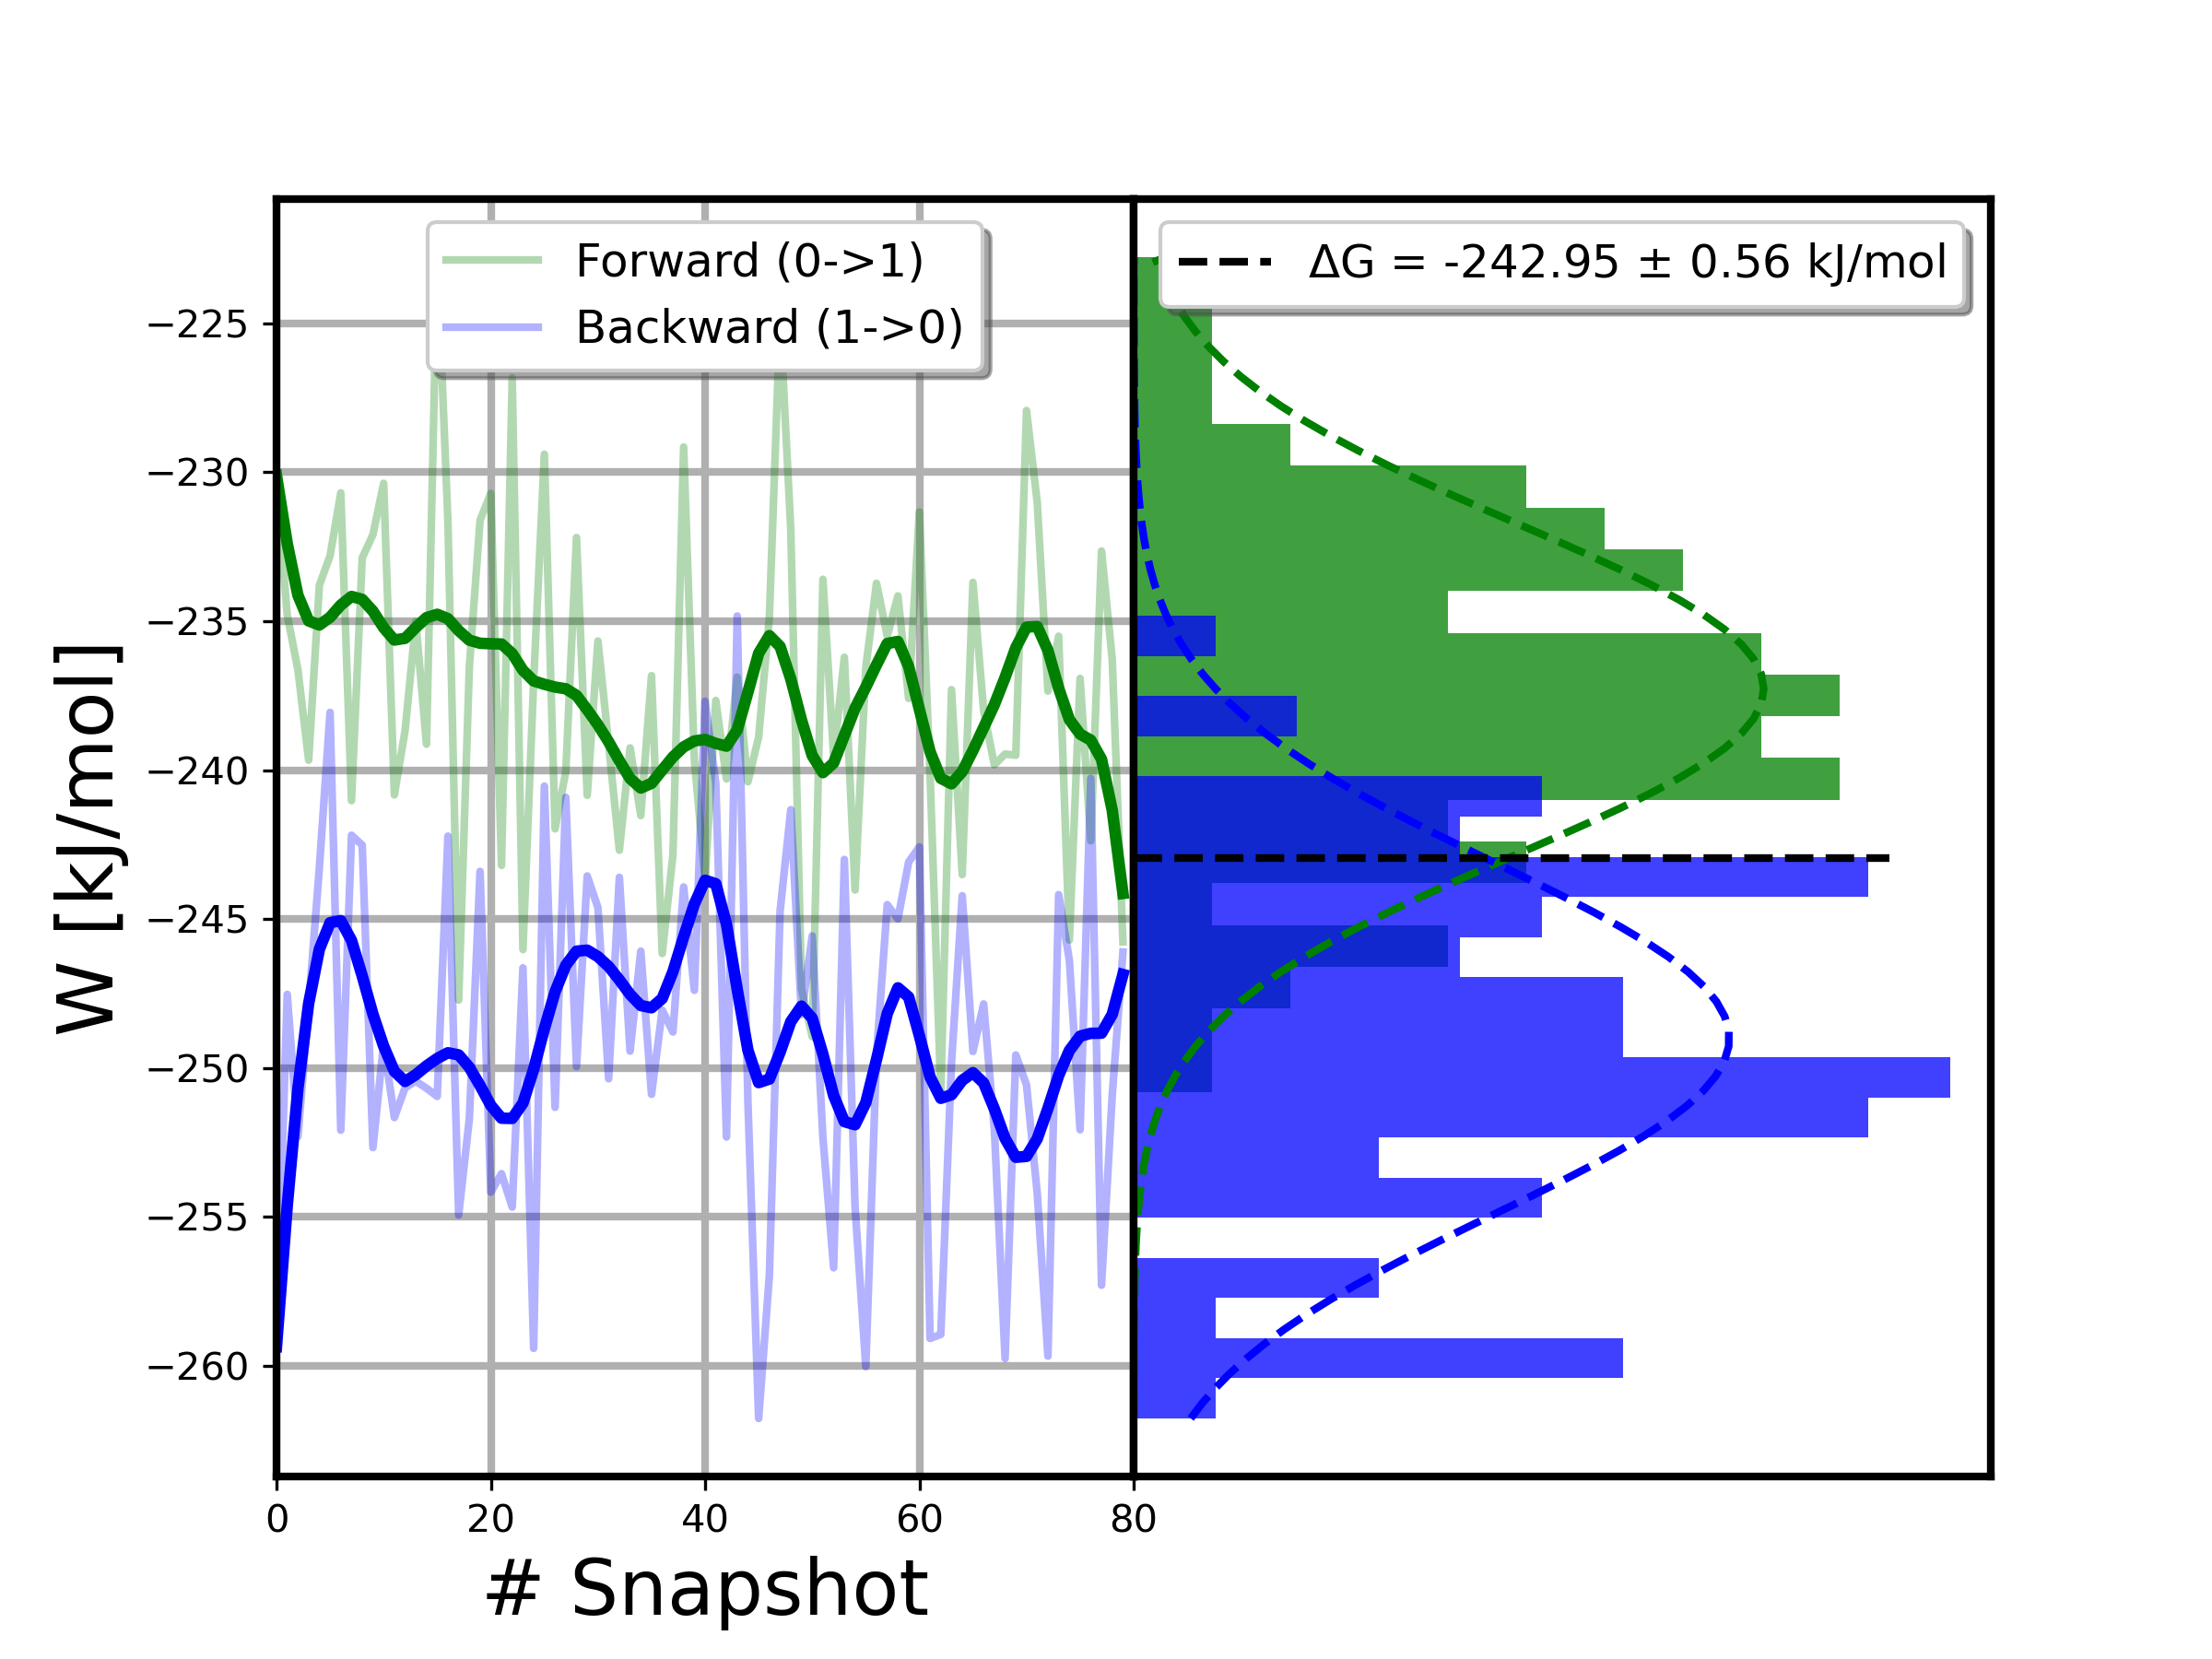 Forward (0->1)
Backward (1->0)
ΔG = -242.95 ± 0.56 kJ/mol
W [kJ/mol]
−225
−230
−235
−240
−245
−250
−255
−260
0 20 40 60 80
# Snapshot